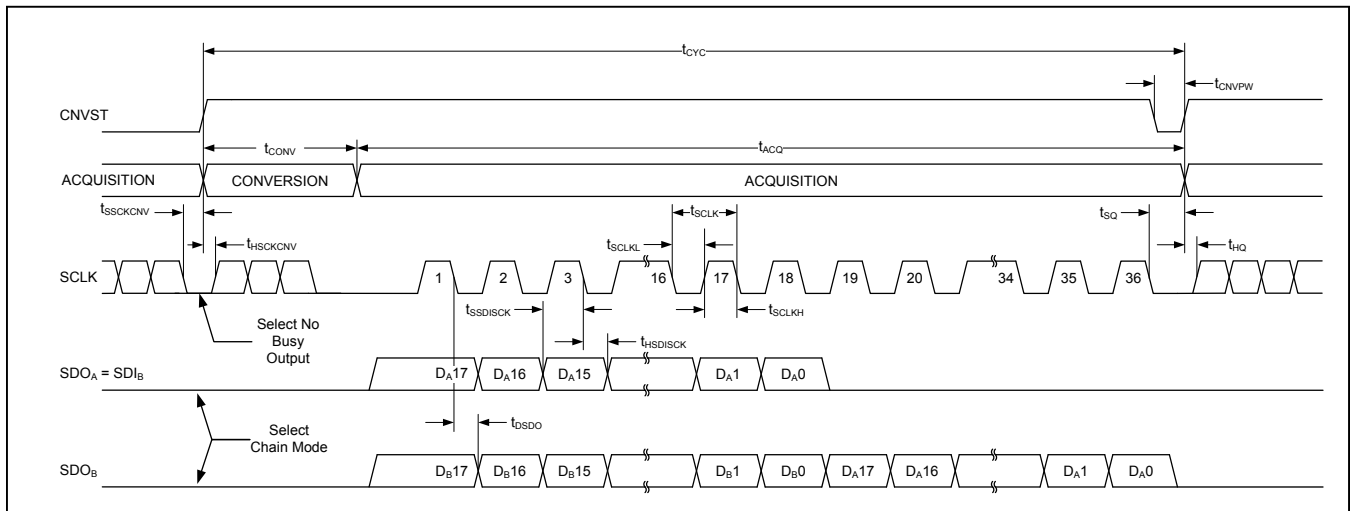 tCYC
tCNVPW
CNVST
tCONV
tACQ
ACQUISITION
CONVERSION
ACQUISITION
tSSCKCNV
tHSCKCNV
tSCLK
tSCLKL
tSQ
tHQ
SCLK
1
2
3
16
17
18
19
20
34
35
36
Select No
Busy
Output
tSSDISCK
tHSDISCK
tSCLKH
SDOA = SDIB
DA17
DA16
DA15
DA1
DA0
tDSDO
Select
Chain Mode
SDOB
DB17
DB16
DB15
DB1
DB0
DA17
DA16
DA1
DA0